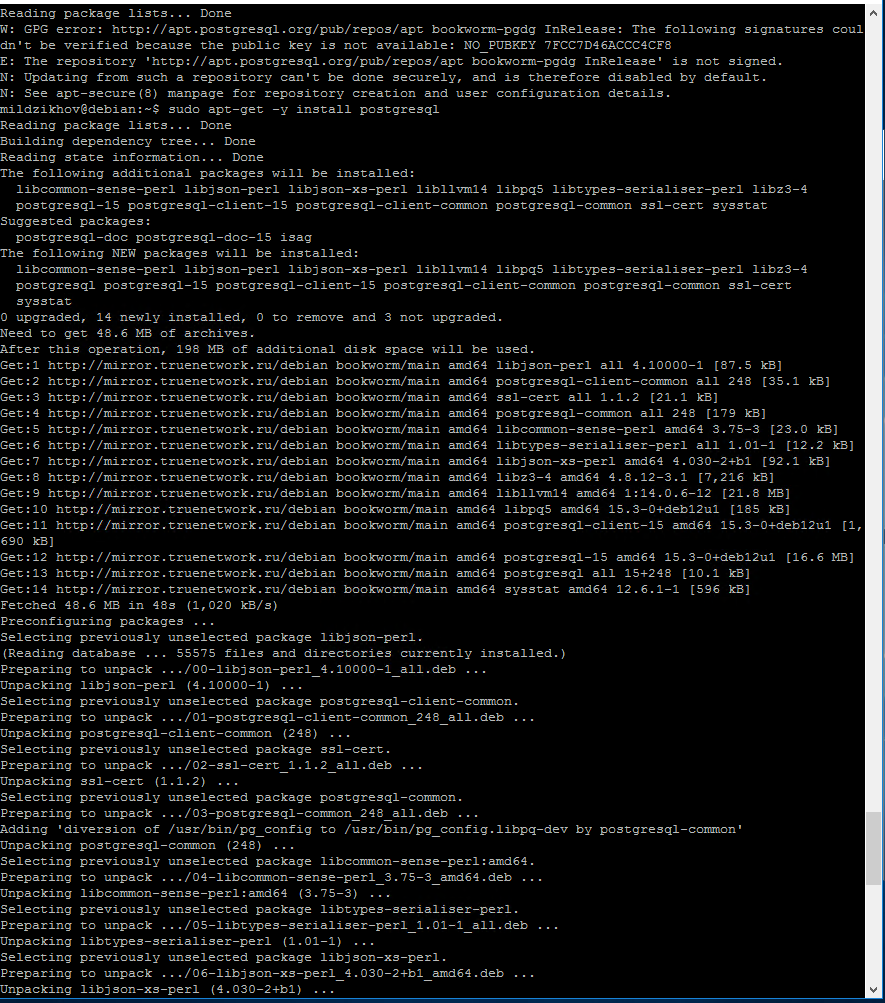 Reading package lists... Done
W: GPG error: http://apt.postgresql.org/pub/repos/apt bookworm-pgdg InRelease: The following signatures coul
dn't be verified because the public key is not available: NO_PUBKEY 7FCC7D46ACCC4CF8
E: The repository 'http://apt.postgresql.org/pub/repos/apt bookworm-pgdg InRelease' is not signed.
N: Updating from such a repository can't be done securely, and is therefore disabled by default.
N: See apt-secure(8) manpage for repository creation and user configuration details.
mildzikhov@debian:~$ sudo apt-get -y install postgresql
Reading package lists... Done
Building dependency tree... Done
Reading state information... Done
The following additional packages will be installed:
  libcommon-sense-perl libjson-perl libjson-xs-perl libllvm14 libpq5 libtypes-serialiser-perl libz3-4
  postgresql-15 postgresql-client-15 postgresql-client-common postgresql-common ssl-cert sysstat
Suggested packages:
  postgresql-doc postgresql-doc-15 isag
The following NEW packages will be installed:
  libcommon-sense-perl libjson-perl libjson-xs-perl libllvm14 libpq5 libtypes-serialiser-perl libz3-4
  postgresql postgresql-15 postgresql-client-15 postgresql-client-common postgresql-common ssl-cert
  sysstat
0 upgraded, 14 newly installed, 0 to remove and 3 not upgraded.
Need to get 48.6 MB of archives.
After this operation, 198 MB of additional disk space will be used.
Get:1 http://mirror.truenetwork.ru/debian bookworm/main amd64 libjson-perl all 4.10000-1 [87.5 kB]
Get:2 http://mirror.truenetwork.ru/debian bookworm/main amd64 postgresql-client-common all 248 [35.1 kB]
Get:3 http://mirror.truenetwork.ru/debian bookworm/main amd64 ssl-cert all 1.1.2 [21.1 kB]
Get:4 http://mirror.truenetwork.ru/debian bookworm/main amd64 postgresql-common all 248 [179 kB]
Get:5 http://mirror.truenetwork.ru/debian bookworm/main amd64 libcommon-sense-perl amd64 3.75-3 [23.0 kB]
Get:6 http://mirror.truenetwork.ru/debian bookworm/main amd64 libtypes-serialiser-perl all 1.01-1 [12.2 kB]
Get:7 http://mirror.truenetwork.ru/debian bookworm/main amd64 libjson-xs-perl amd64 4.030-2+b1 [92.1 kB]
Get:8 http://mirror.truenetwork.ru/debian bookworm/main amd64 libz3-4 amd64 4.8.12-3.1 [7,216 kB]
Get:9 http://mirror.truenetwork.ru/debian bookworm/main amd64 libllvm14 amd64 1:14.0.6-12 [21.8 MB]
Get:10 http://mirror.truenetwork.ru/debian bookworm/main amd64 libpq5 amd64 15.3-0+deb12u1 [185 kB]
Get:11 http://mirror.truenetwork.ru/debian bookworm/main amd64 postgresql-client-15 amd64 15.3-0+deb12u1 [1,
690 kB]
Get:12 http://mirror.truenetwork.ru/debian bookworm/main amd64 postgresql-15 amd64 15.3-0+deb12u1 [16.6 MB]
Get:13 http://mirror.truenetwork.ru/debian bookworm/main amd64 postgresql all 15+248 [10.1 kB]
Get:14 http://mirror.truenetwork.ru/debian bookworm/main amd64 sysstat amd64 12.6.1-1 [596 kB]
Fetched 48.6 MB in 48s (1,020 kB/s)
Preconfiguring packages ...
Selecting previously unselected package libjson-perl.
(Reading database ... 55575 files and directories currently installed.)
Preparing to unpack .../00-libjson-perl_4.10000-1_all.deb ...
Unpacking libjson-perl (4.10000-1) ...
Selecting previously unselected package postgresql-client-common.
Preparing to unpack .../01-postgresql-client-common_248_all.deb ...
Unpacking postgresql-client-common (248) ...
Selecting previously unselected package ssl-cert.
Preparing to unpack .../02-ssl-cert_1.1.2_all.deb ...
Unpacking ssl-cert (1.1.2) ...
Selecting previously unselected package postgresql-common.
Preparing to unpack .../03-postgresql-common_248_all.deb ...
Adding 'diversion of /usr/bin/pg_config to /usr/bin/pg_config.libpq-dev by postgresql-common'
Unpacking postgresql-common (248) ...
Selecting previously unselected package libcommon-sense-perl:amd64.
Preparing to unpack .../04-libcommon-sense-perl_3.75-3_amd64.deb ...
Unpacking libcommon-sense-perl:amd64 (3.75-3) ...
Selecting previously unselected package libtypes-serialiser-perl.
Preparing to unpack .../05-libtypes-serialiser-perl_1.01-1_all.deb ...
Unpacking libtypes-serialiser-perl (1.01-1) ...
Selecting previously unselected package libjson-xs-perl.
Preparing to unpack .../06-libjson-xs-perl_4.030-2+b1_amd64.deb ...
Unpacking libjson-xs-perl (4.030-2+b1) ...